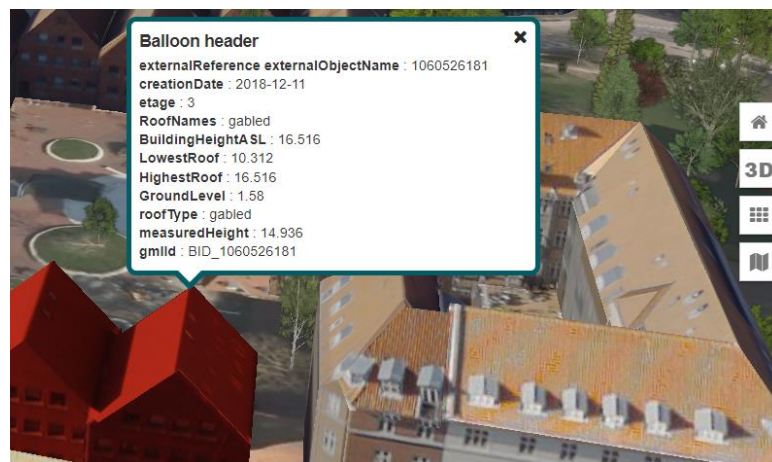 Balloon header
externalReference externalObjectName : 1060526181
creationDate : 2018-12-11
etage : 3
RoofNames : gabled
BuildingHeightASL : 16.516
LowestRoof : 10.312
HighestRoof : 16.516
GroundLevel : 1.58
roofType : gabled
measuredHeight : 14.936
gmlId : BID_1060526181
3D